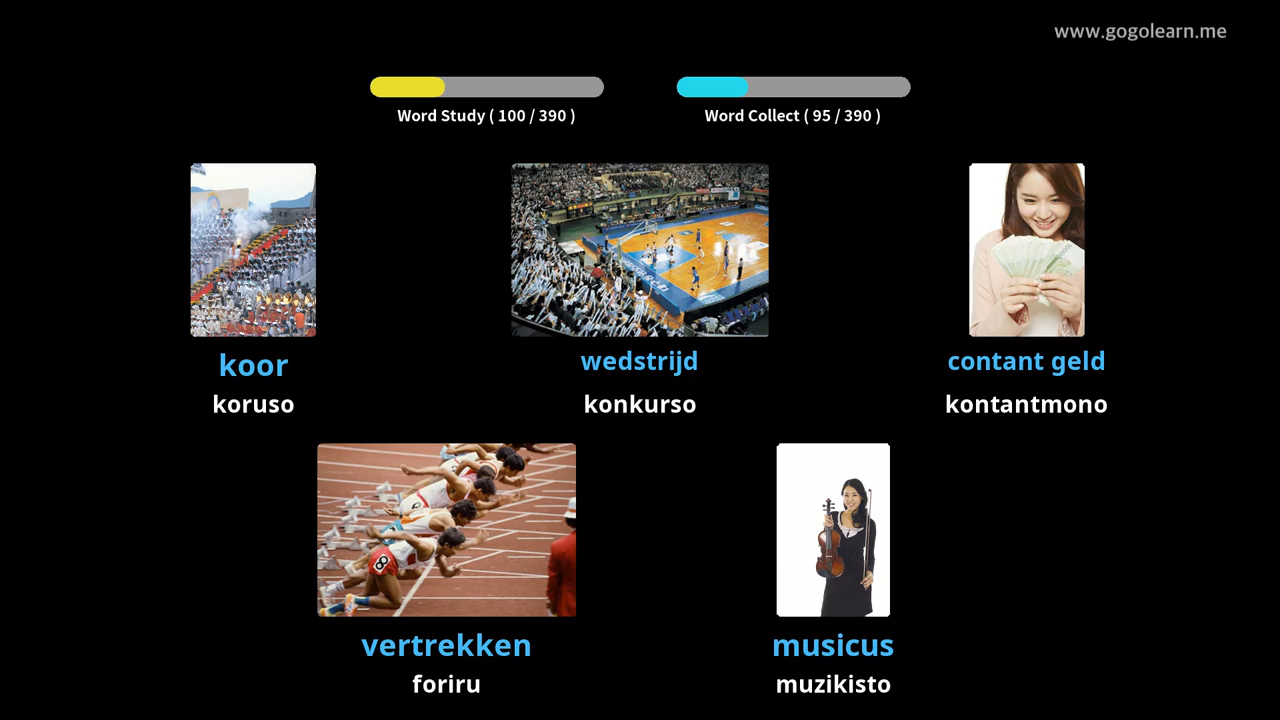 www.gogolearn.me
Word Study ( 100 / 390 )
Word Collect ( 95 / 390 )
koor
koruso
wedstrijd
konkurso
contant geld
kontantmono
8
vertrekken
foriru
musicus
muzikisto